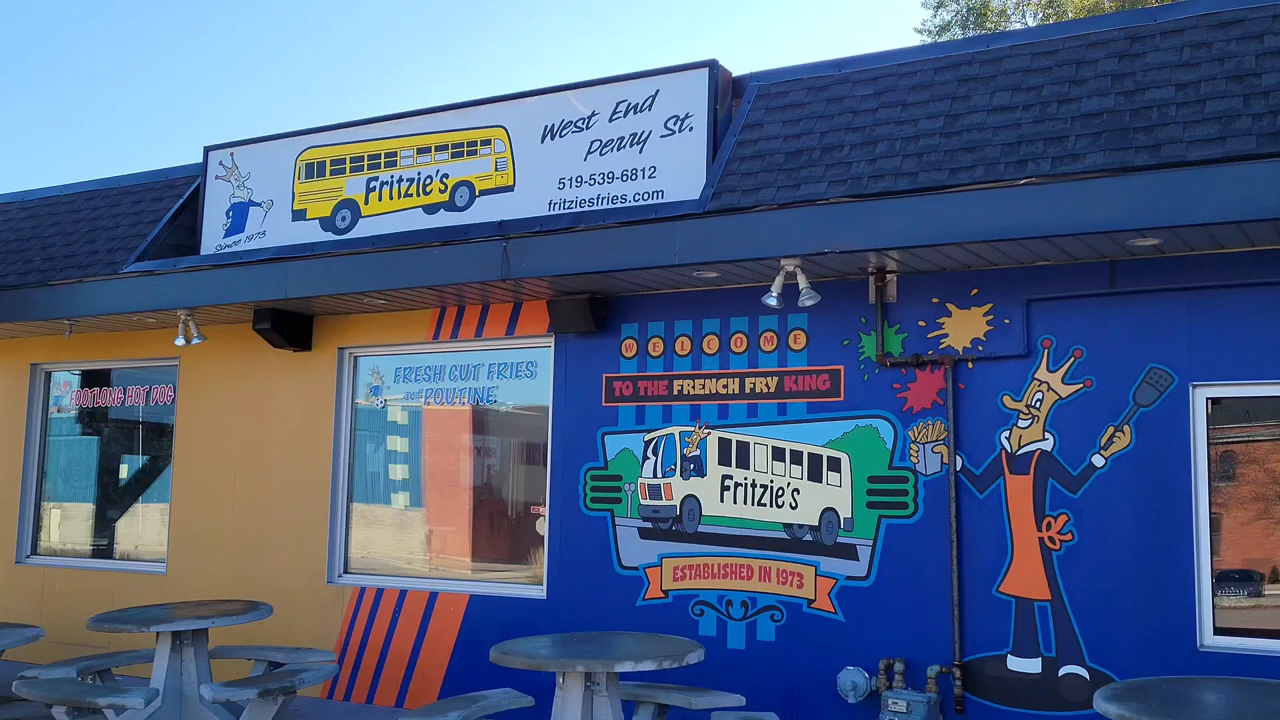 West End
Perry St.
Fritzie's
519-539-6812
fritziesfries.com
Since 1973
FOOTLONG HOT DOG
FRESH CUT FRIES
and POUTINE
WELCOME
TO THE FRENCH FRY KING
Fritzie's
ESTABLISHED IN 1973